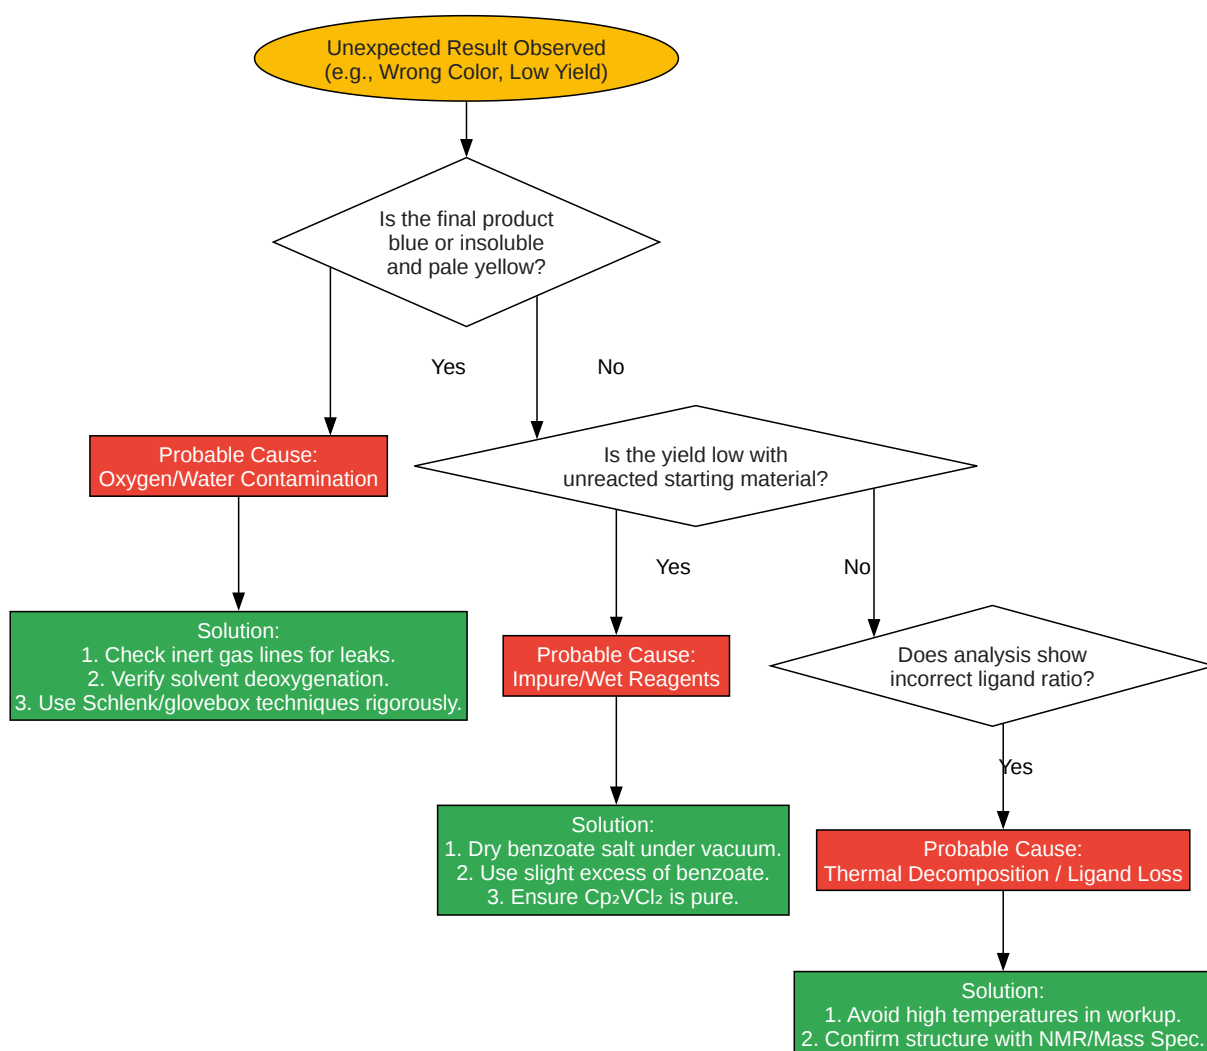 Unexpected Result Observed
(e.g., Wrong Color, Low Yield)
Is the final product
blue or insoluble
and pale yellow?
Yes
No
Probable Cause:
Oxygen/Water Contamination
Is the yield low with
unreacted starting material?
Yes
No
Solution:
1. Check inert gas lines for leaks.
2. Verify solvent deoxygenation.
3. Use Schlenk/glovebox techniques rigorously.
Probable Cause:
Impure/Wet Reagents
Does analysis show
incorrect ligand ratio?
Yes
Solution:
1. Dry benzoate salt under vacuum.
2. Use slight excess of benzoate.
3. Ensure Cp₂VCl₂ is pure.
Probable Cause:
Thermal Decomposition / Ligand Loss
Solution:
1. Avoid high temperatures in workup.
2. Confirm structure with NMR/Mass Spec.